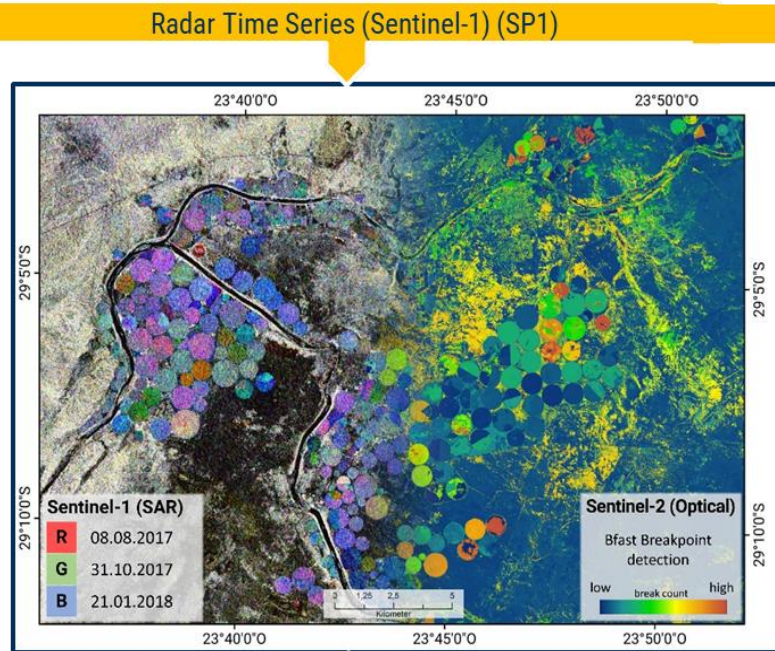 Radar Time Series (Sentinel-1) (SP1)
23°40'0"O 23°45'0"O 23°50'0"O
29°5'0"S 29°5'0"S
29°10'0"S 29°10'0"S
Sentinel-1 (SAR)
R 08.08.2017
G 31.10.2017
B 21.01.2018
0 1,25 2,5 5
Kilometer
Sentinel-2 (Optical)
Bfast Breakpoint
detection
low break count high
23°40'0"O 23°45'0"O 23°50'0"O